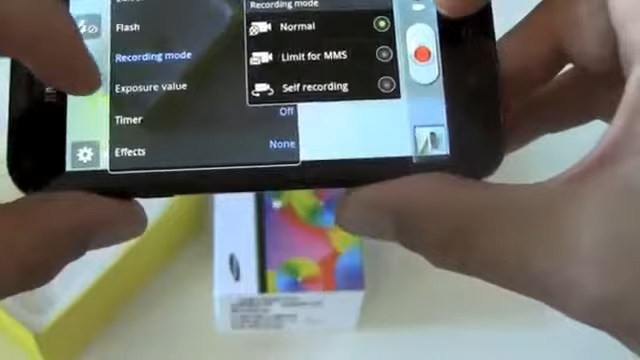 Recording mode
Flash
Normal
Recording mode
Limit for MMS
Exposure value
Self recording
Timer
Off
Effects
None